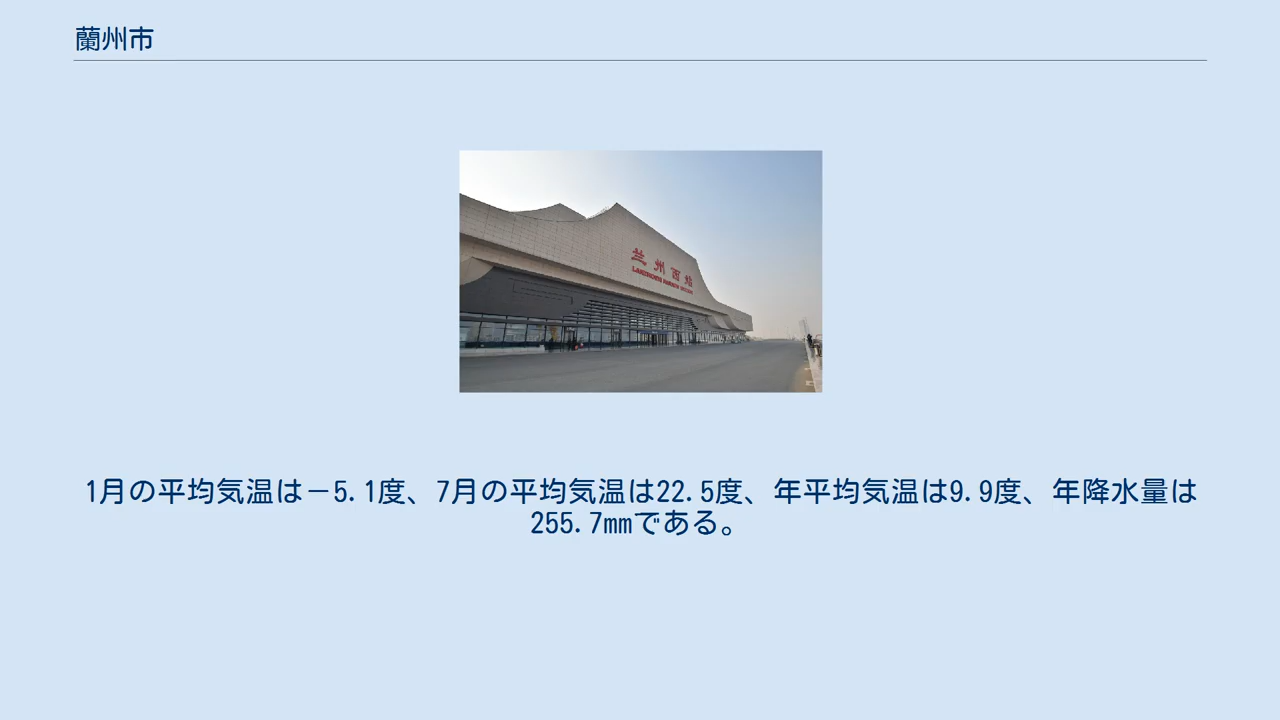 蘭州市
兰州西站
1月の平均気温は－5.1度、7月の平均気温は22.5度、年平均気温は9.9度、年降水量は
255.7mmである。